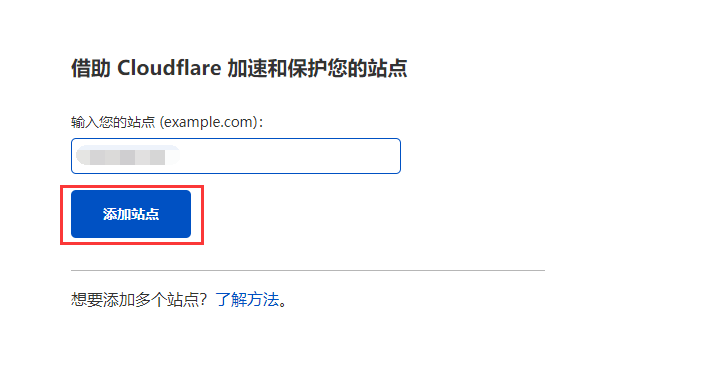 借助 Cloudflare 加速和保护您的站点
输入您的站点 (example.com)：
添加站点
想要添加多个站点？了解方法。